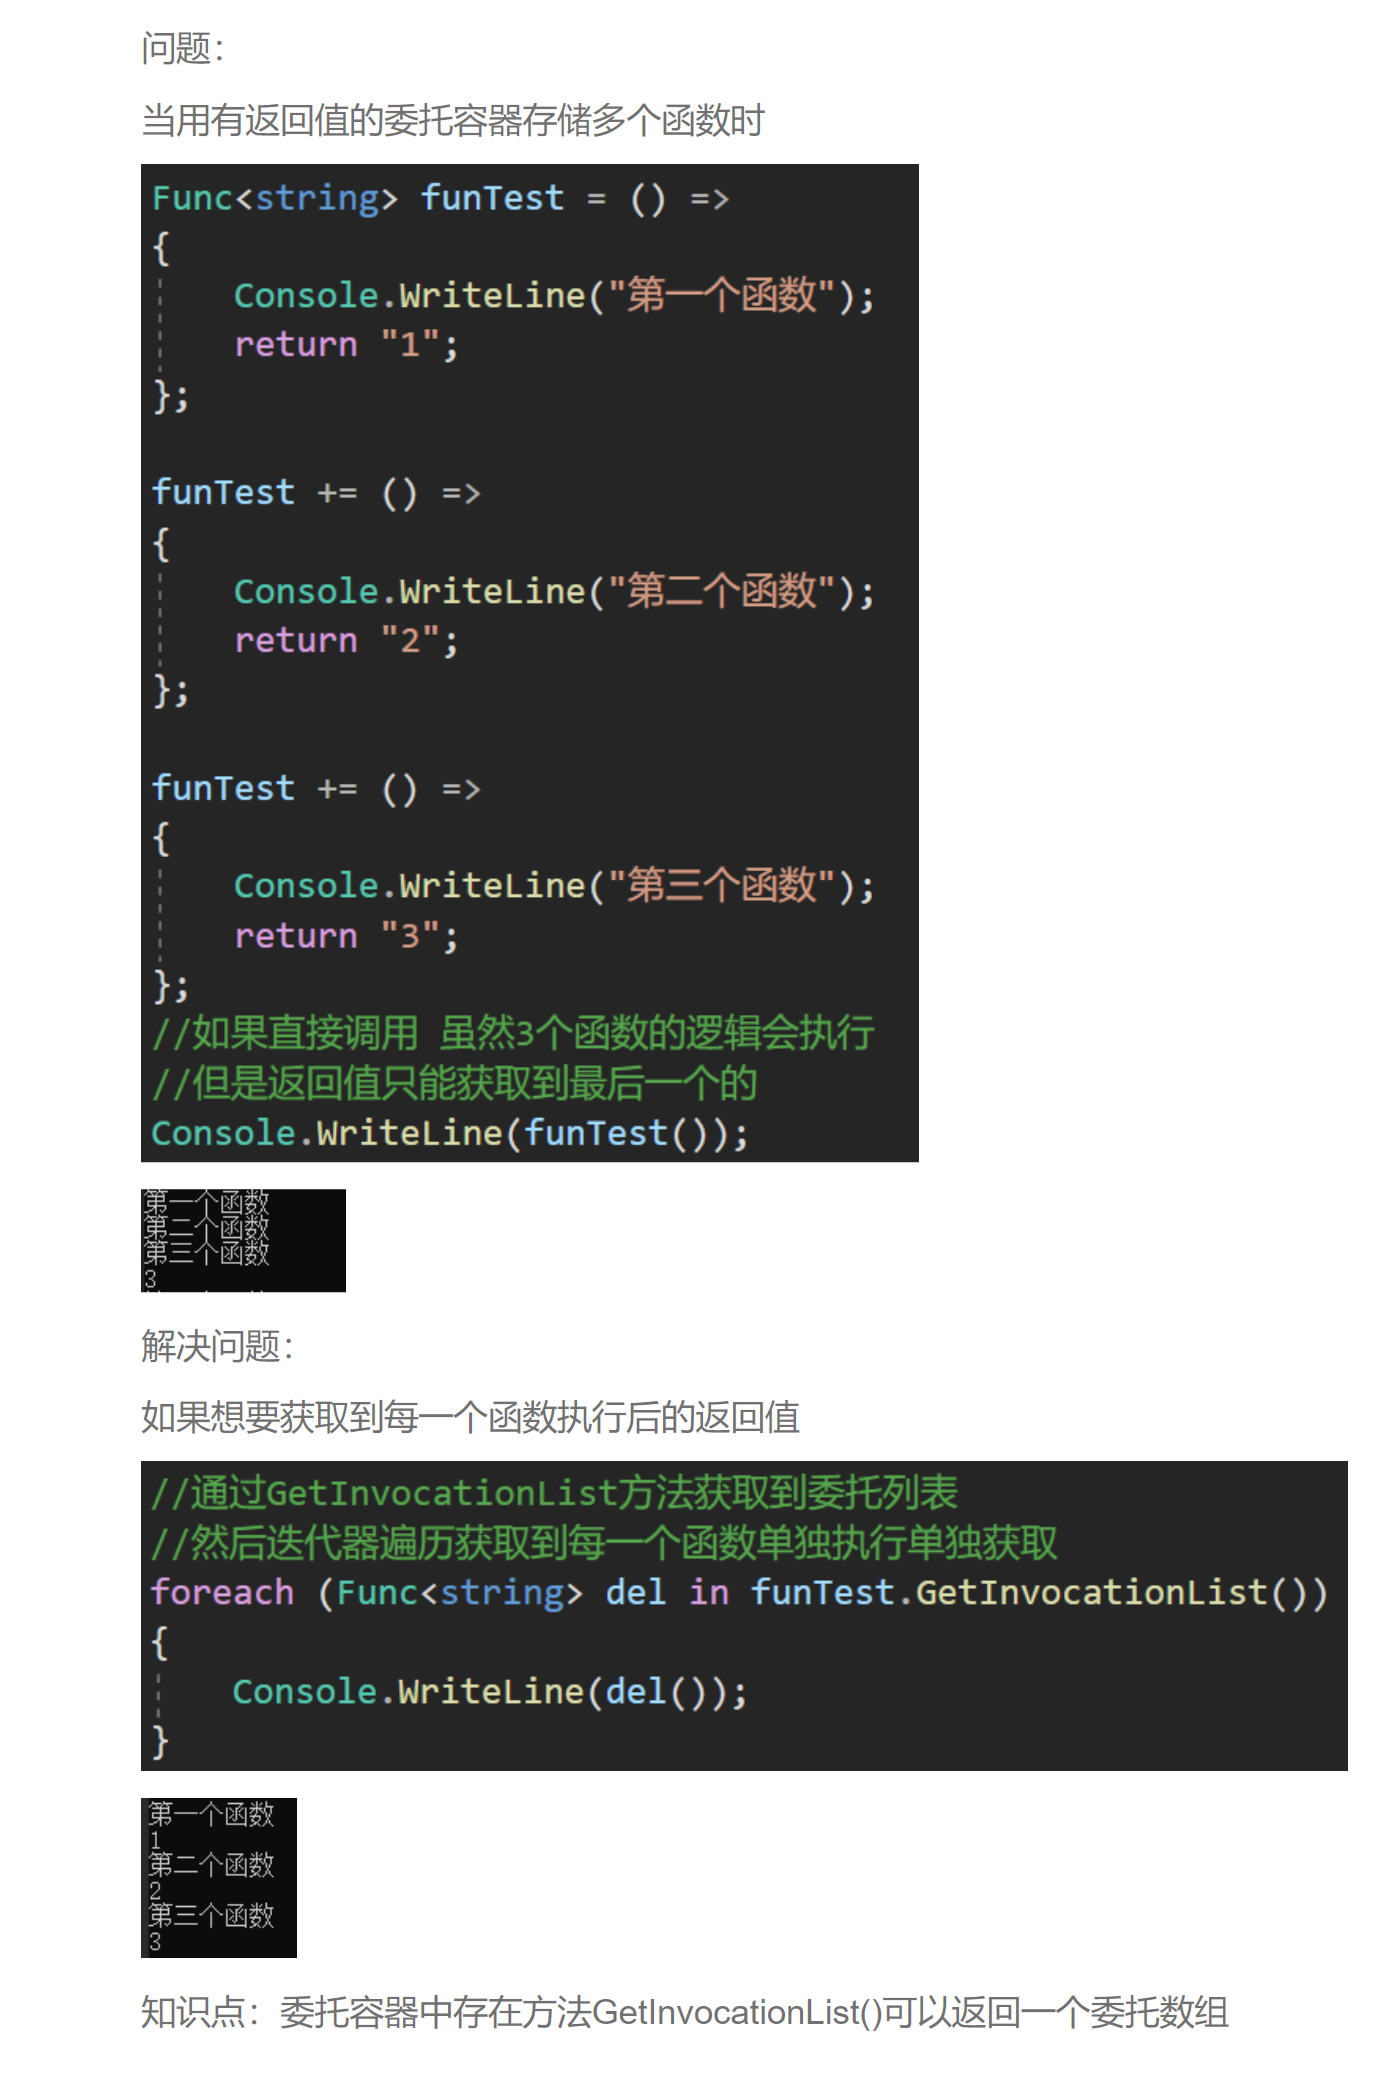 问题：
当用有返回值的委托容器存储多个函数时
Func<string> funTest = () =>
{
    Console.WriteLine("第一个函数");
    return "1";
};
funTest += () =>
{
    Console.WriteLine("第二个函数");
    return "2";
};
funTest += () =>
{
    Console.WriteLine("第三个函数");
    return "3";
};
//如果直接调用 虽然3个函数的逻辑会执行
//但是返回值只能获取到最后一个的
Console.WriteLine(funTest());
第一个函数
第二个函数
第三个函数
3
解决问题：
如果想要获取到每一个函数执行后的返回值
//通过GetInvocationList方法获取到委托列表
//然后迭代器遍历获取到每一个函数单独执行单独获取
foreach (Func<string> del in funTest.GetInvocationList())
{
    Console.WriteLine(del());
}
第一个函数
1
第二个函数
2
第三个函数
3
知识点：委托容器中存在方法GetInvocationList()可以返回一个委托数组